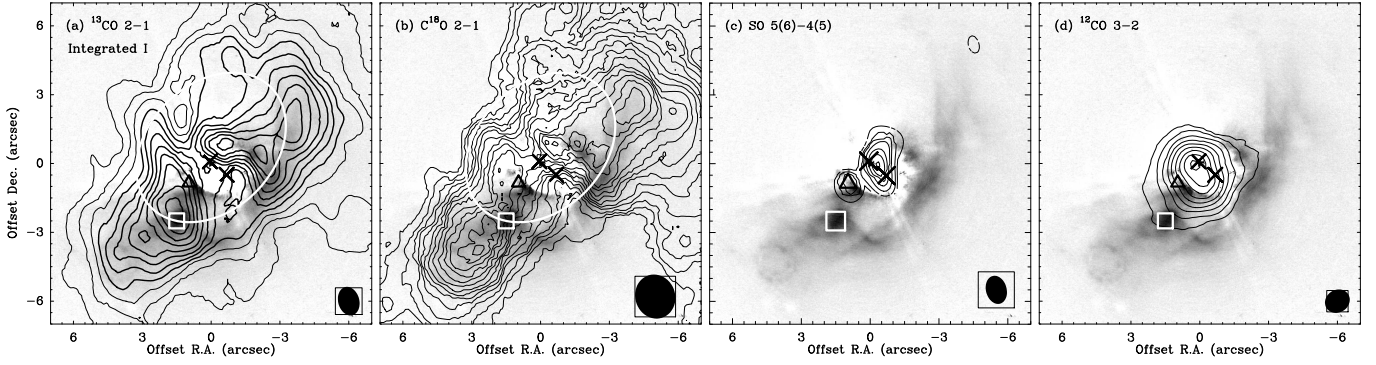 (a) ¹³CO 2-1
Integrated I
(b) C¹⁸O 2-1
(c) SO 5(6)-4(5)
(d) ¹²CO 3-2
6
3
0
-3
-6
Offset Dec. (arcsec)
6 3 0 -3 -6
6 3 0 -3 -6
6 3 0 -3 -6
6 3 0 -3 -6
Offset R.A. (arcsec)
Offset R.A. (arcsec)
Offset R.A. (arcsec)
Offset R.A. (arcsec)